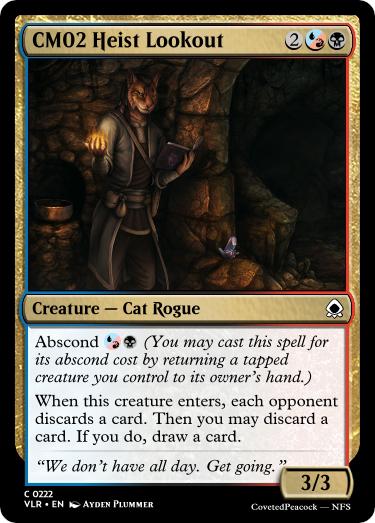 CM02 Heist Lookout 2
Creature — Cat Rogue
Abscond (You may cast this spell for
its abscond cost by returning a tapped
creature you control to its owner's hand.)
When this creature enters, each opponent
discards a card. Then you may discard a
card. If you do, draw a card.
"We don't have all day. Get going."
3/3
C 0222
VLR • EN Ayden Plummer
CovetedPeacock — NFS